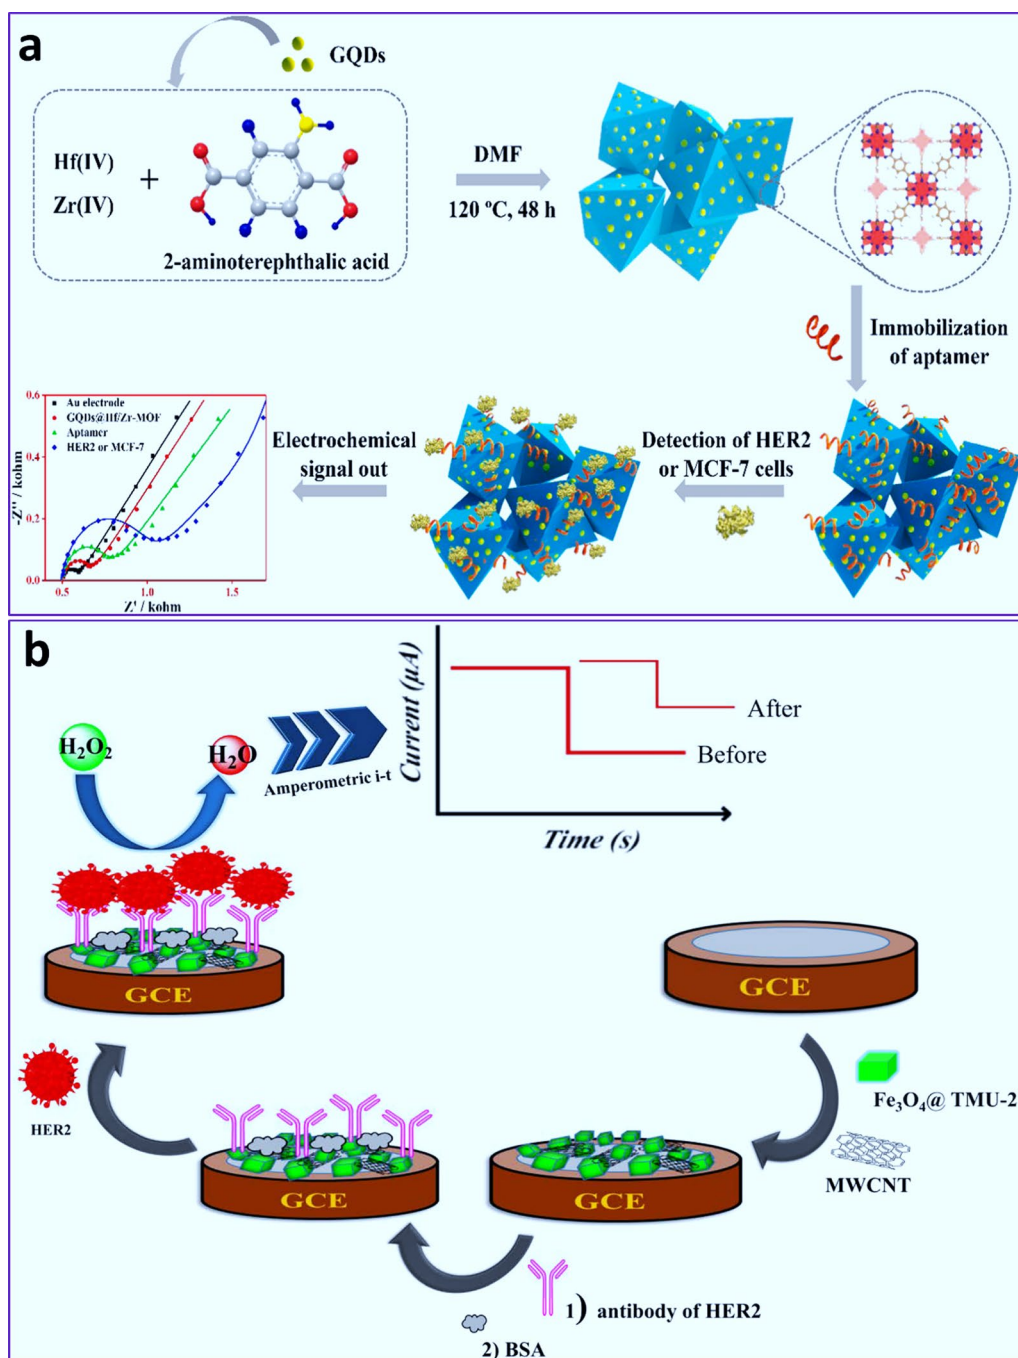 a
GQDs
Hf(IV)
Zr(IV)
+
2-aminoterephthalic acid
DMF
120 ºC, 48 h
Immobilization
of aptamer
Detection of HER2
or MCF-7 cells
Electrochemical
signal out
Au electrode
GQDs@Hf/Zr-MOF
Aptamer
HER2 or MCF-7
-Z'' / kohm
0.6
0.4
0.2
0.0
0.5
1.0
1.5
Z' / kohm
b
H2O2
H2O
Amperometric i-t
Current (µA)
After
Before
Time (s)
GCE
GCE
HER2
Fe3O4@ TMU-21
MWCNT
GCE
GCE
1) antibody of HER2
2) BSA